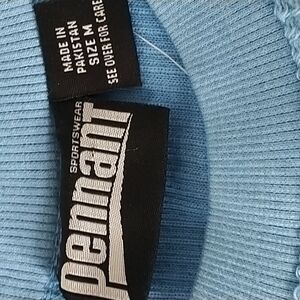 MADE IN
PAKISTAN
SIZE M
SEE OVER FOR CARE
SPORTSWEAR
pennant